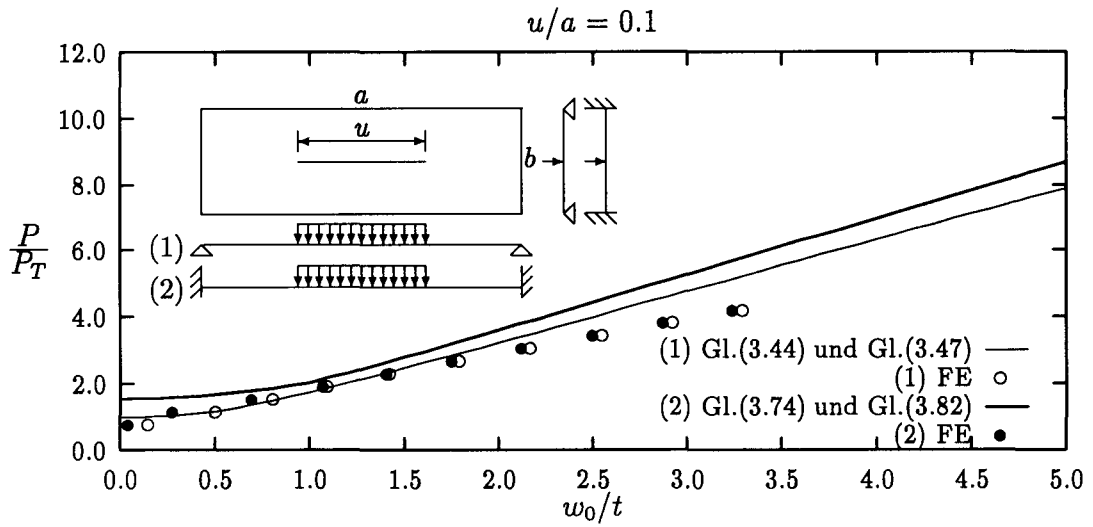 u/a = 0.1
12.0
10.0
8.0
6.0
4.0
2.0
0.0
P/P_T
a
u
b
(1)
(2)
(1) Gl.(3.44) und Gl.(3.47)
(1) FE
(2) Gl.(3.74) und Gl.(3.82)
(2) FE
0.0 0.5 1.0 1.5 2.0 2.5 3.0 3.5 4.0 4.5 5.0
w_0/t